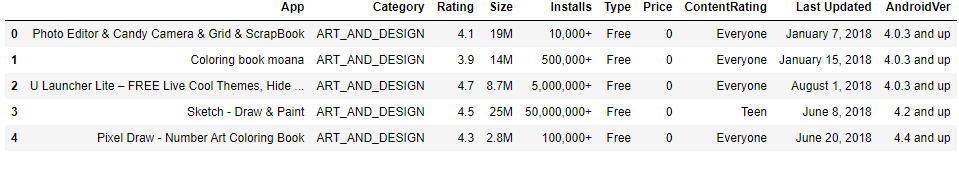 App Category Rating Size Installs Type Price ContentRating Last Updated AndroidVer
0 Photo Editor & Candy Camera & Grid & ScrapBook ART_AND_DESIGN 4.1 19M 10,000+ Free 0 Everyone January 7, 2018 4.0.3 and up
1 Coloring book moana ART_AND_DESIGN 3.9 14M 500,000+ Free 0 Everyone January 15, 2018 4.0.3 and up
2 U Launcher Lite – FREE Live Cool Themes, Hide ... ART_AND_DESIGN 4.7 8.7M 5,000,000+ Free 0 Everyone August 1, 2018 4.0.3 and up
3 Sketch - Draw & Paint ART_AND_DESIGN 4.5 25M 50,000,000+ Free 0 Teen June 8, 2018 4.2 and up
4 Pixel Draw - Number Art Coloring Book ART_AND_DESIGN 4.3 2.8M 100,000+ Free 0 Everyone June 20, 2018 4.4 and up